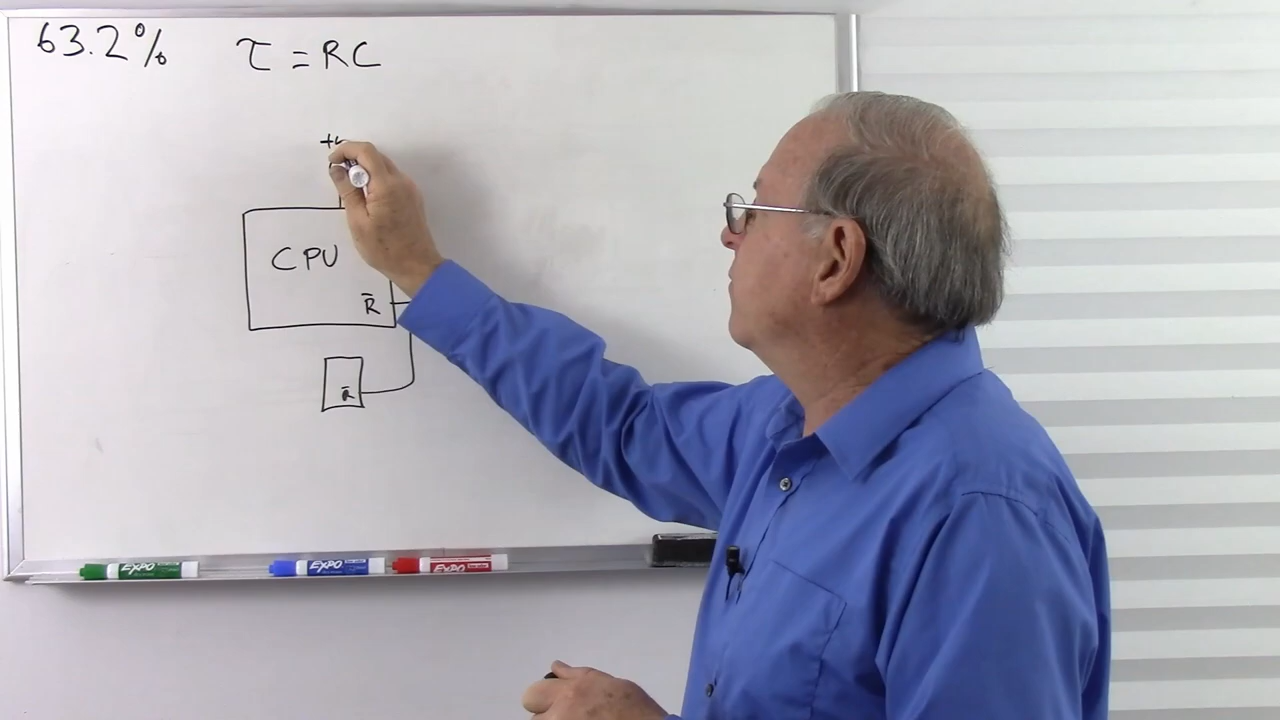 63.2% τ = RC
+
CPU
R̅
R̅
EXPO EXPO EXPO